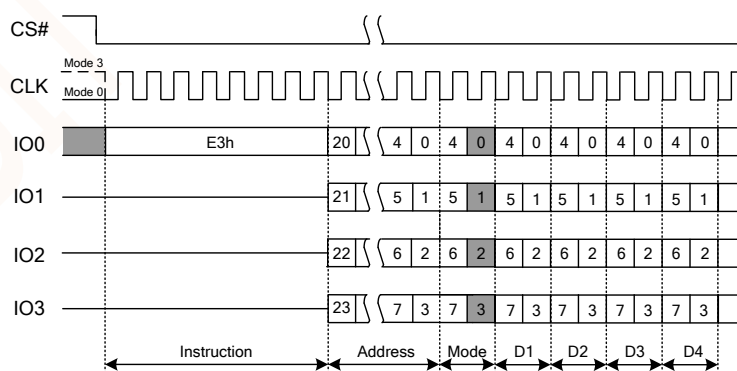 CS#
Mode 3
CLK
Mode 0
IO0 E3h 20 4 0 4 0 4 0 4 0 4 0 4 0
IO1 21 5 1 5 1 5 1 5 1 5 1 5 1
IO2 22 6 2 6 2 6 2 6 2 6 2 6 2
IO3 23 7 3 7 3 7 3 7 3 7 3 7 3
Instruction Address Mode D1 D2 D3 D4